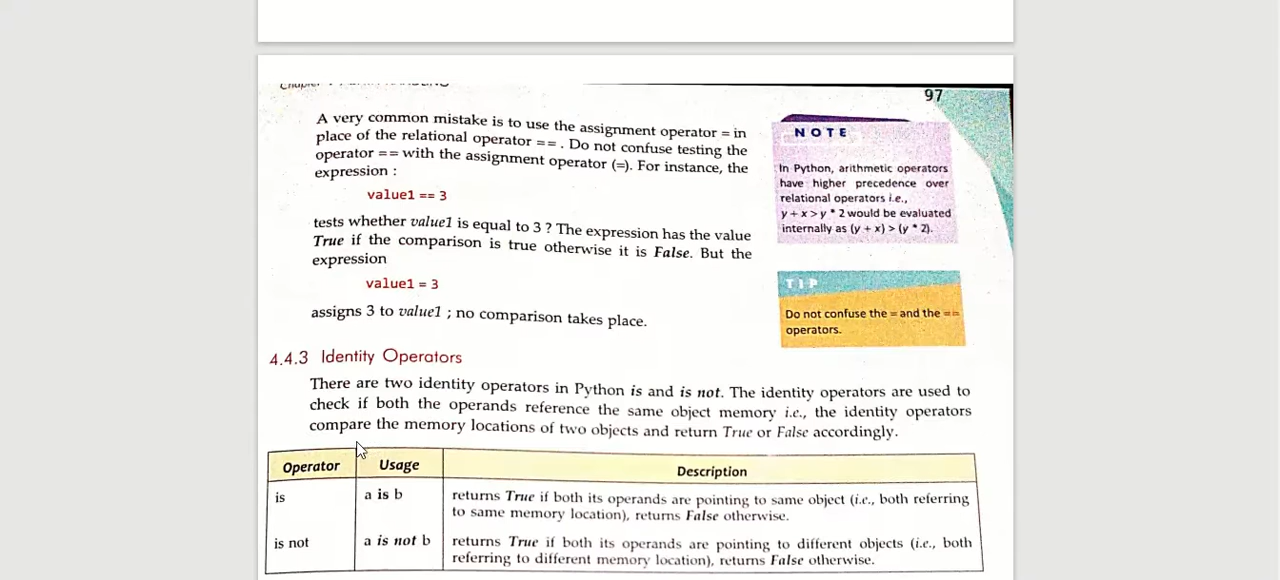 97
A very common mistake is to use the assignment operator = in
place of the relational operator == . Do not confuse testing the
operator == with the assignment operator (=). For instance, the
expression :
value1 == 3
tests whether value1 is equal to 3 ? The expression has the value
True if the comparison is true otherwise it is False. But the
expression
value1 = 3
assigns 3 to value1 ; no comparison takes place.
NOTE
In Python, arithmetic operators
have higher precedence over
relational operators i.e.,
y + x > y * 2 would be evaluated
internally as (y + x) > (y * 2).
TIP
Do not confuse the = and the ==
operators.
4.4.3 Identity Operators
There are two identity operators in Python is and is not. The identity operators are used to
check if both the operands reference the same object memory i.e., the identity operators
compare the memory locations of two objects and return True or False accordingly.
Operator Usage Description
is a is b returns True if both its operands are pointing to same object (i.e., both referring
to same memory location), returns False otherwise.
is not a is not b returns True if both its operands are pointing to different objects (i.e., both
referring to different memory location), returns False otherwise.